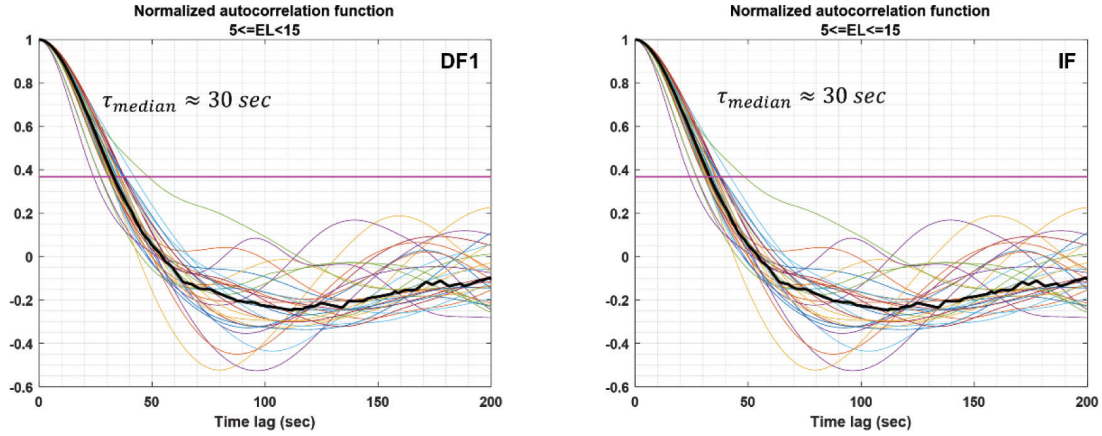 Normalized autocorrelation function
5<=EL<15
DF1
τmedian ≈ 30 sec
1
0.8
0.6
0.4
0.2
0
-0.2
-0.4
-0.6
0 50 100 150 200
Time lag (sec)
Normalized autocorrelation function
5<=EL<=15
IF
τmedian ≈ 30 sec
1
0.8
0.6
0.4
0.2
0
-0.2
-0.4
-0.6
0 50 100 150 200
Time lag (sec)